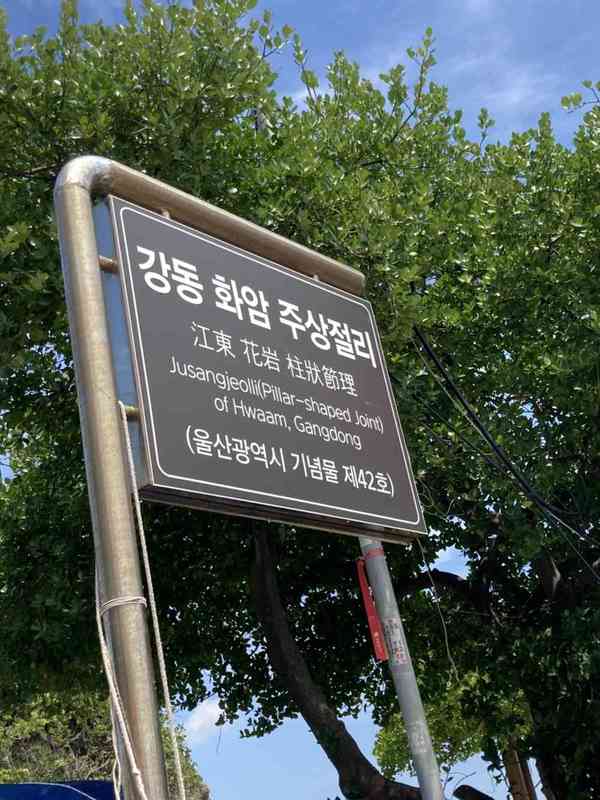 강동 화암 주상절리
江東 花岩 柱狀節理
Jusangjeolli(Pillar-shaped Joint)
of Hwaam, Gangdong
(울산광역시 기념물 제42호)